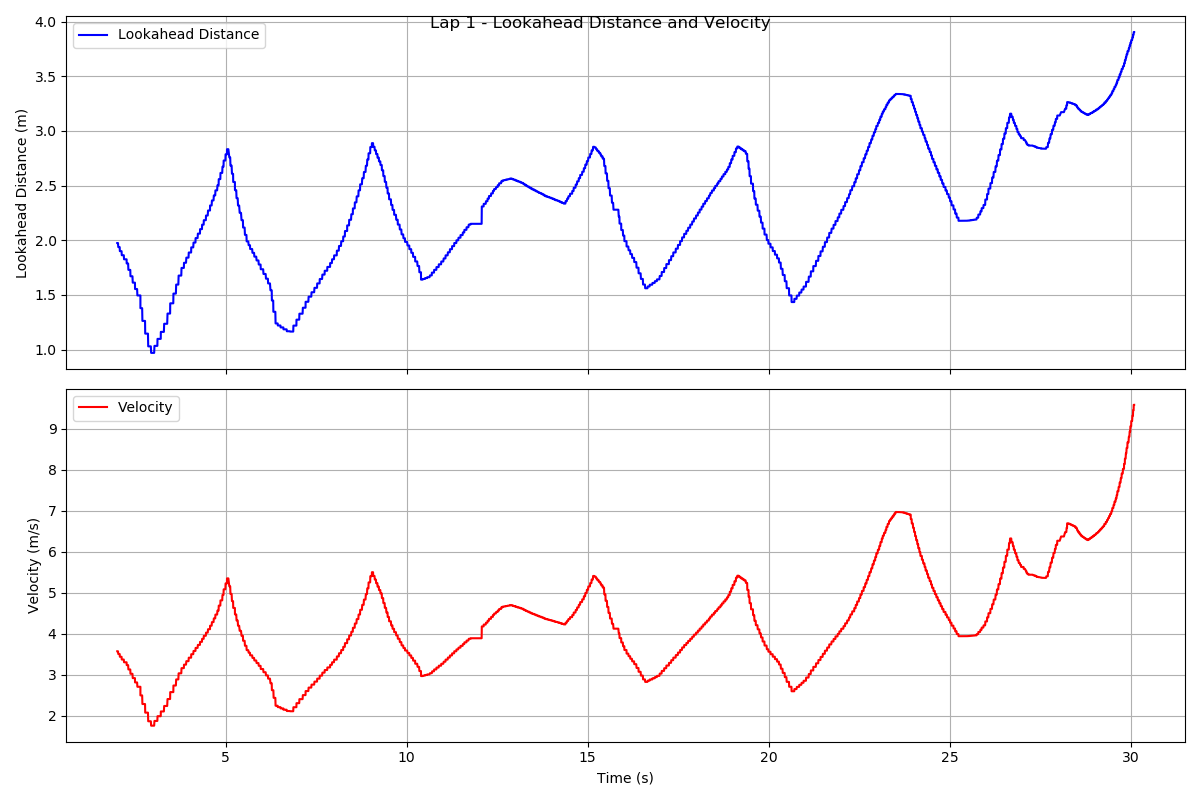 Lap 1 - Lookahead Distance and Velocity
Lookahead Distance
Lookahead Distance (m)
4.0
3.5
3.0
2.5
2.0
1.5
1.0
Velocity
Velocity (m/s)
9
8
7
6
5
4
3
2
5 10 15 20 25 30
Time (s)